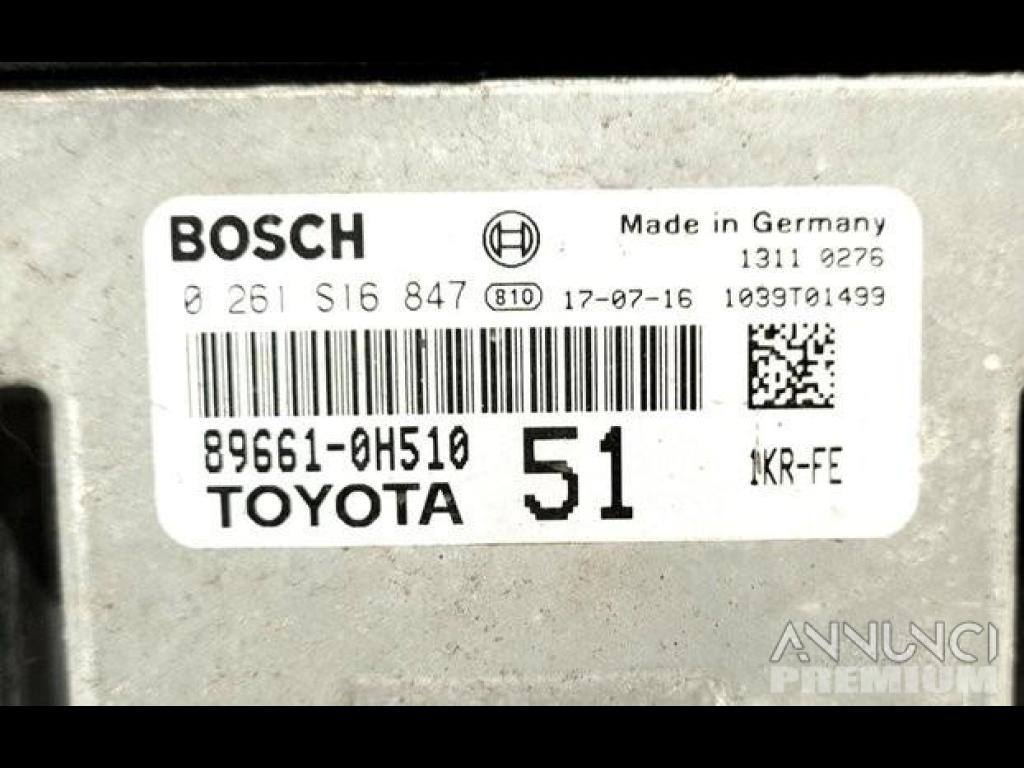 BOSCH
Made in Germany
1311 0276
0 261 S16 847 810 17-07-16 1039T01499
89661-0H510
TOYOTA
51
1KR-FE
ANNUNCI
PREMIUM